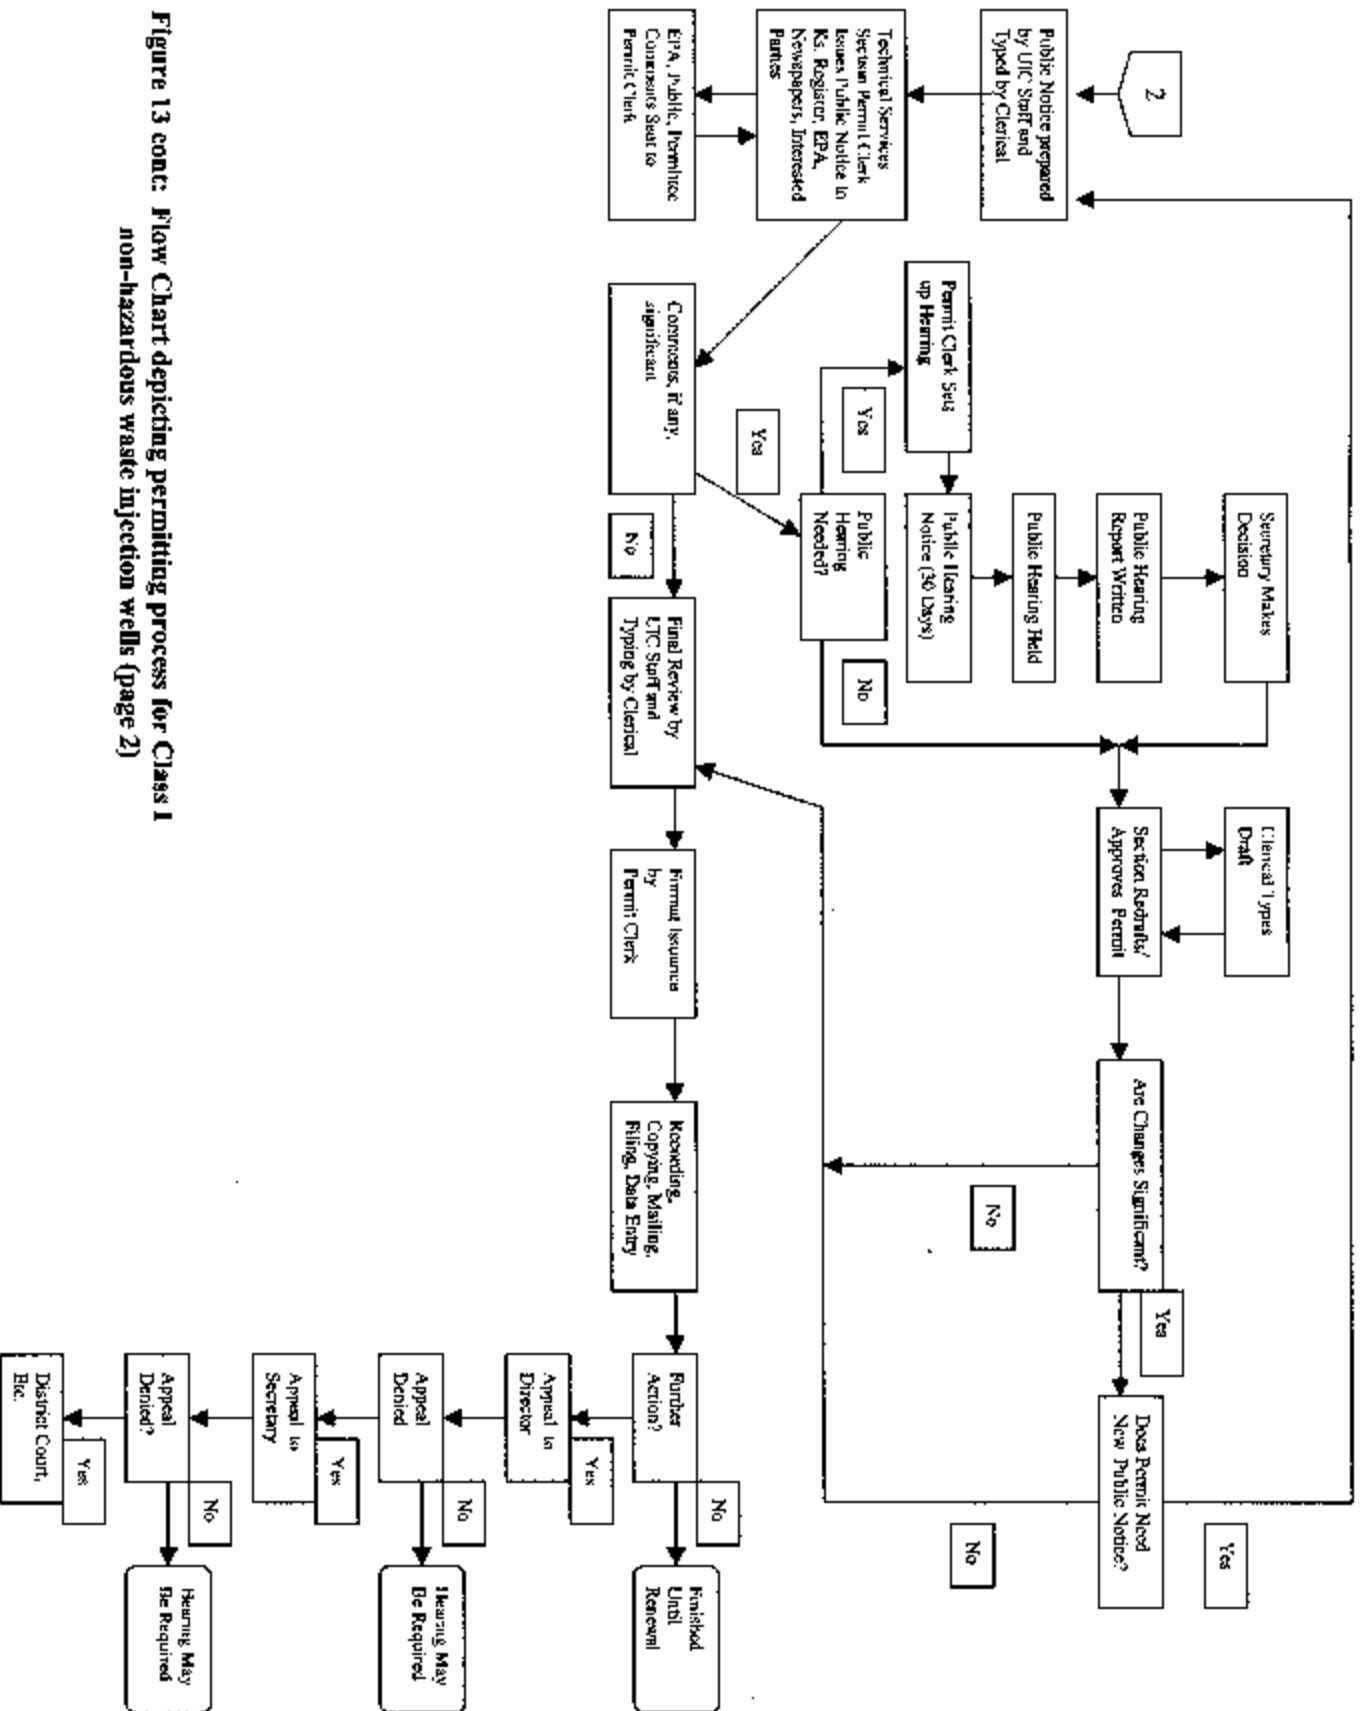 2
Public Notice prepared
by UIC Staff and
Typed by Clerical
Technical Services
Section Permit Clerk
Issues Public Notice to
Ks. Register, EPA,
Newspapers, Interested
Parties
EPA, Public, Permittee
Comments Sent to
Permit Clerk
Comments, if any,
significant
Yes
No
Public
Hearing
Needed?
Yes
No
Permit Clerk Sets
up Hearing
Public Hearing
Notice (30 Days)
Public Hearing Held
Public Hearing
Report Written
Secretary Makes
Decision
Section Redrafts/
Approves Permit
Clerical Types
Draft
Are Changes Significant?
Yes
No
Does Permit Need
New Public Notice?
Yes
No
Final Review by
UIC Staff and
Typing by Clerical
Issuance
by
Permit Clerk
Recording,
Copying, Mailing,
Filing, Data Entry
Further
Action?
No
Finished
Until
Renewal
Yes
Appeal to
Director
Appeal
Denied
No
Hearing May
Be Required
Yes
Appeal to
Secretary
Appeal
Denied?
No
Hearing May
Be Required
Yes
District Court,
Etc.
Figure 13 cont: Flow Chart depicting permitting process for Class I
non-hazardous waste injection wells (page 2)